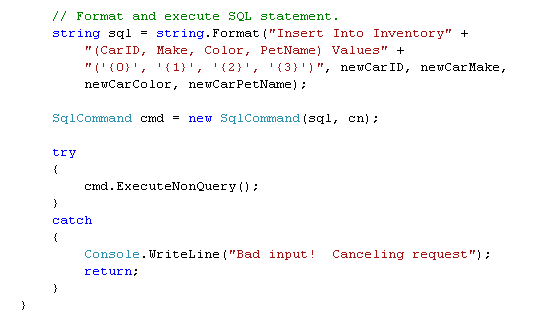 // Format and execute SQL statement.
string sql = string.Format("Insert Into Inventory" +
"(CarID, Make, Color, PetName) Values" +
"('{0}', '{1}', '{2}', '{3}')", newCarID, newCarMake,
newCarColor, newCarPetName);
SqlCommand cmd = new SqlCommand(sql, cn);
try
{
cmd.ExecuteNonQuery();
}
catch
{
Console.WriteLine("Bad input!  Canceling request");
return;
}
}